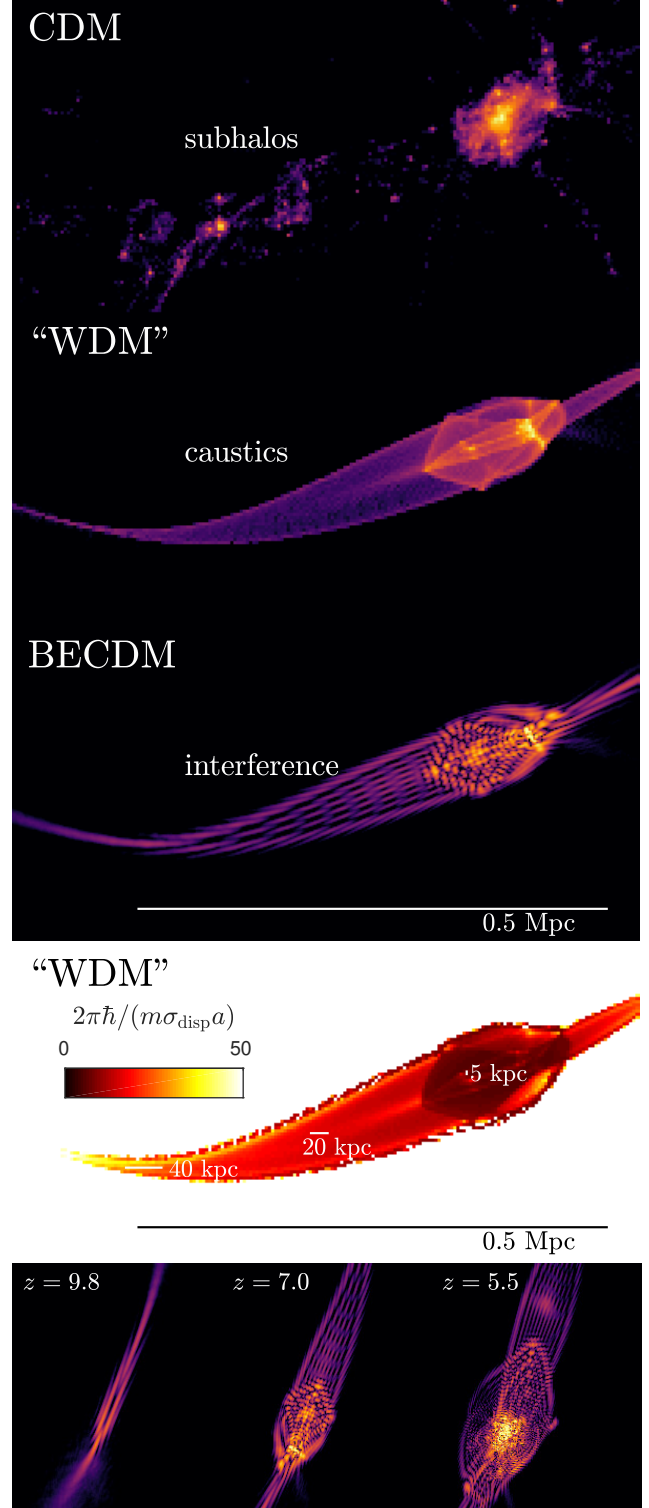 CDM
subhalos
“WDM”
caustics
BECDM
interference
0.5 Mpc
“WDM”
2πħ/(mσ_disp a)
0 50
5 kpc
20 kpc
40 kpc
0.5 Mpc
z = 9.8 z = 7.0 z = 5.5